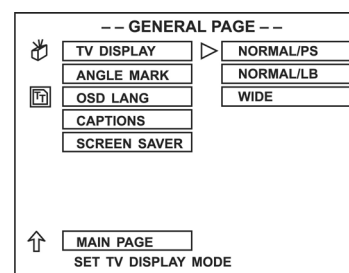 -- GENERAL PAGE --
TV DISPLAY
NORMAL/PS
ANGLE MARK
NORMAL/LB
OSD LANG
WIDE
CAPTIONS
SCREEN SAVER
MAIN PAGE
SET TV DISPLAY MODE